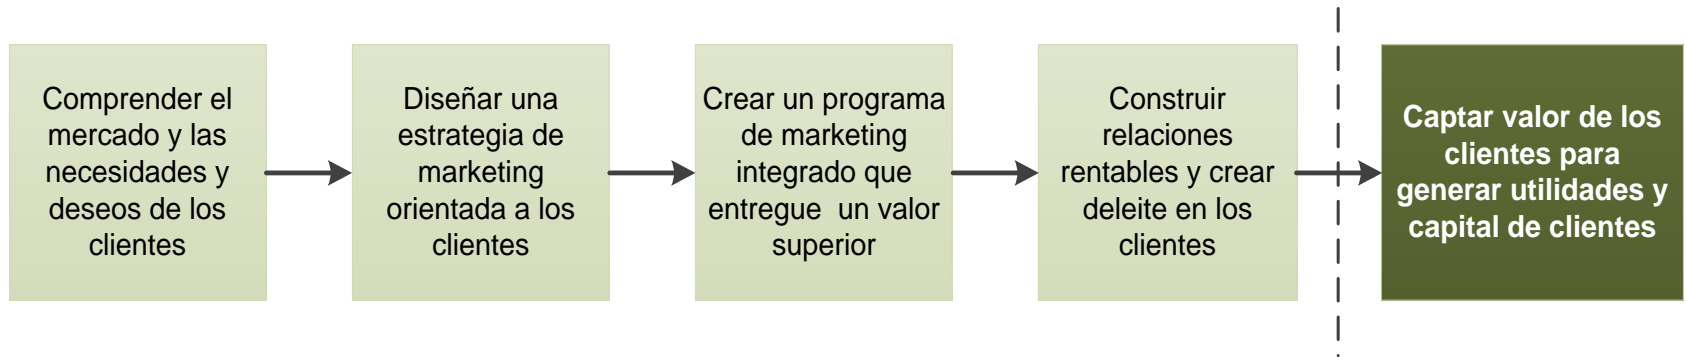 Comprender el
mercado y las
necesidades y
deseos de los
clientes
Diseñar una
estrategia de
marketing
orientada a los
clientes
Crear un programa
de marketing
integrado que
entregue  un valor
superior
Construir
relaciones
rentables y crear
deleite en los
clientes
Captar valor de los
clientes para
generar utilidades y
capital de clientes